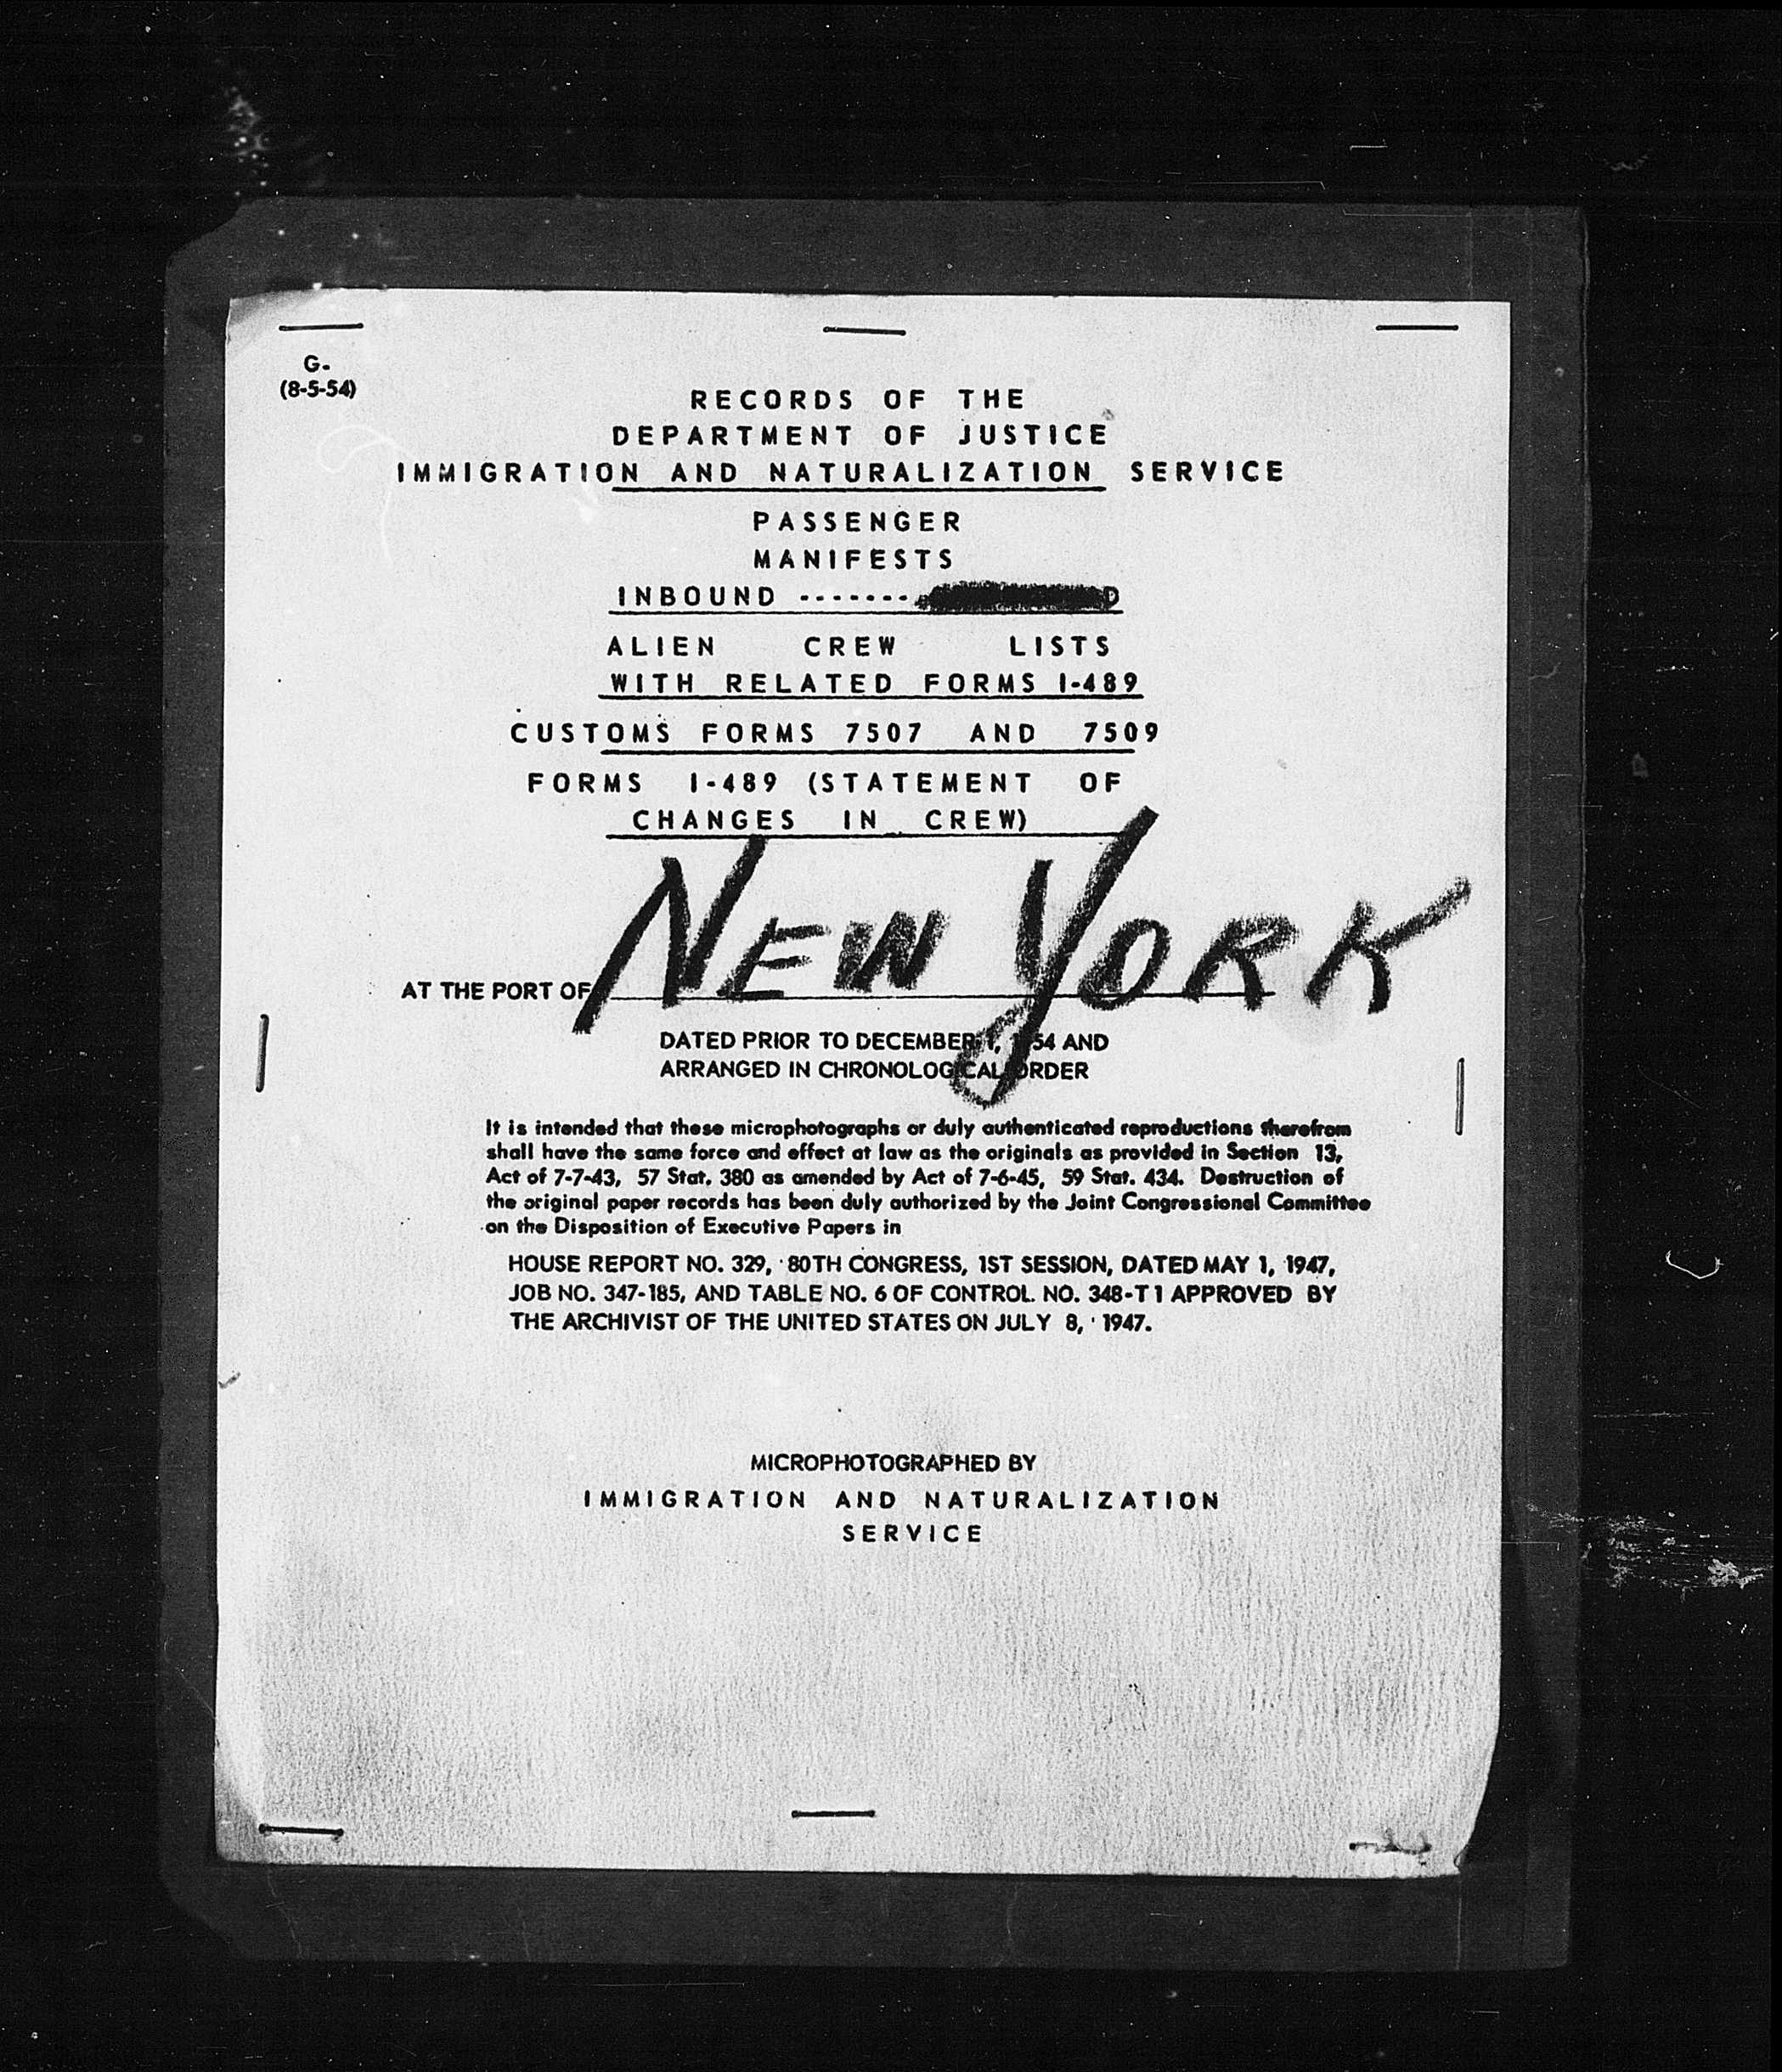 G-
(8-5-54)
RECORDS OF THE
DEPARTMENT OF JUSTICE
IMMIGRATION AND NATURALIZATION SERVICE
PASSENGER
MANIFESTS
INBOUND -------
ALIEN CREW LISTS
WITH RELATED FORMS I-489
CUSTOMS FORMS 7507 AND 7509
FORMS I-489 (STATEMENT OF
CHANGES IN CREW)
AT THE PORT OF NEW YORK
DATED PRIOR TO DECEMBER 1, 1954 AND
ARRANGED IN CHRONOLOGICAL ORDER
It is intended that these microphotographs or duly authenticated reproductions therefrom
shall have the same force and effect at law as the originals as provided in Section 13,
Act of 7-7-43, 57 Stat. 380 as amended by Act of 7-6-45, 59 Stat. 434. Destruction of
the original paper records has been duly authorized by the Joint Congressional Committee
on the Disposition of Executive Papers in
HOUSE REPORT NO. 329, 80TH CONGRESS, 1ST SESSION, DATED MAY 1, 1947,
JOB NO. 347-185, AND TABLE NO. 6 OF CONTROL NO. 348-T1 APPROVED BY
THE ARCHIVIST OF THE UNITED STATES ON JULY 8, 1947.
MICROPHOTOGRAPHED BY
IMMIGRATION AND NATURALIZATION
SERVICE